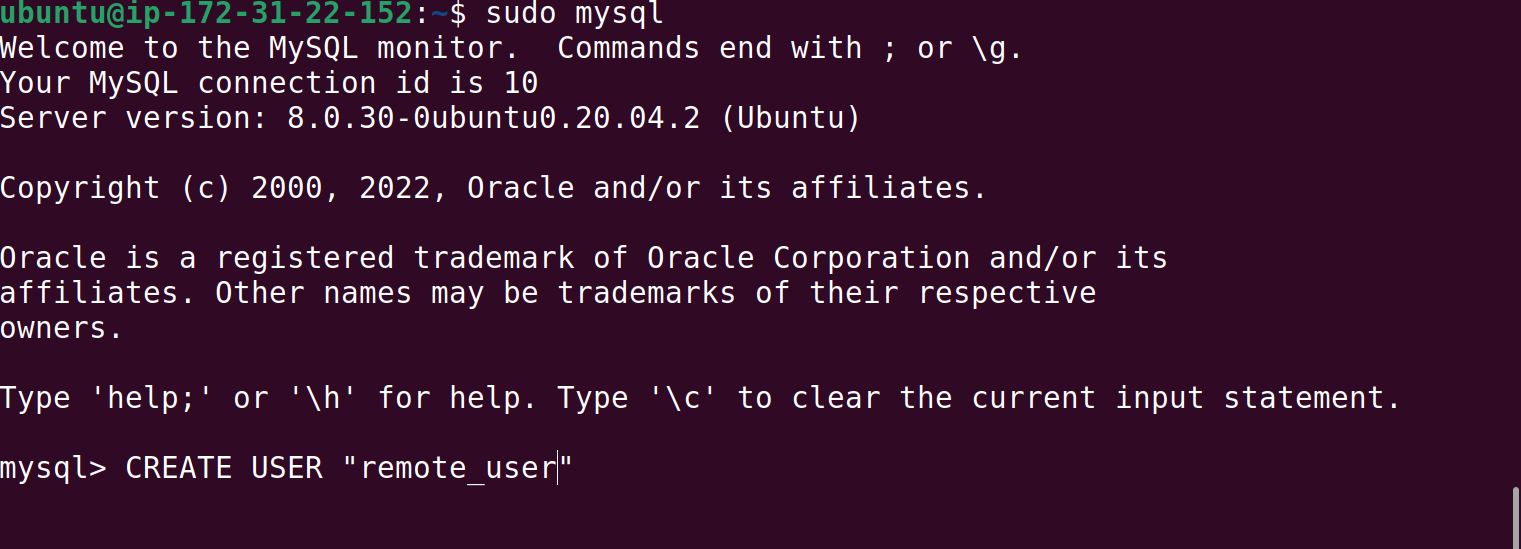 ubuntu@ip-172-31-22-152:~$ sudo mysql
Welcome to the MySQL monitor.  Commands end with ; or \g.
Your MySQL connection id is 10
Server version: 8.0.30-0ubuntu0.20.04.2 (Ubuntu)
Copyright (c) 2000, 2022, Oracle and/or its affiliates.
Oracle is a registered trademark of Oracle Corporation and/or its
affiliates. Other names may be trademarks of their respective
owners.
Type 'help;' or '\h' for help. Type '\c' to clear the current input statement.
mysql> CREATE USER "remote_user"